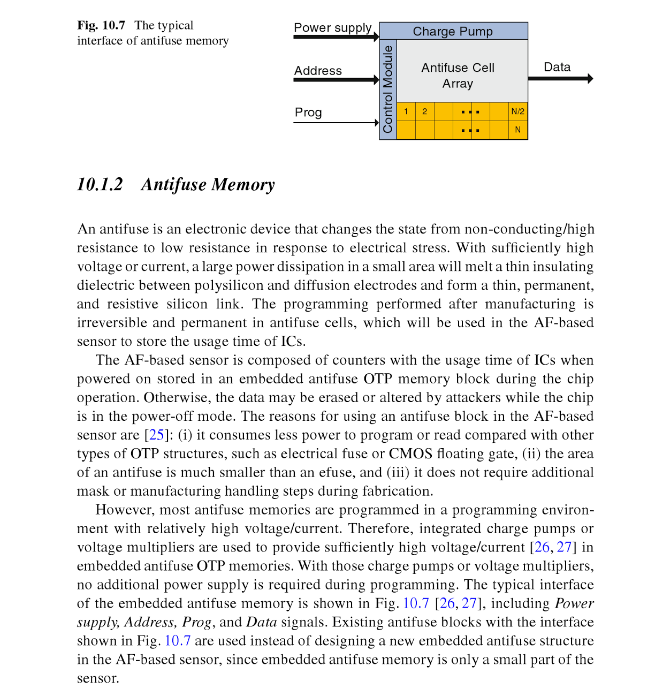 Fig. 10.7 The typical
interface of antifuse memory
Power supply
Address
Prog
Control Module
Charge Pump
Antifuse Cell
Array
1 2 ... N/2
... N
Data
10.1.2 Antifuse Memory
An antifuse is an electronic device that changes the state from non-conducting/high
resistance to low resistance in response to electrical stress. With sufficiently high
voltage or current, a large power dissipation in a small area will melt a thin insulating
dielectric between polysilicon and diffusion electrodes and form a thin, permanent,
and resistive silicon link. The programming performed after manufacturing is
irreversible and permanent in antifuse cells, which will be used in the AF-based
sensor to store the usage time of ICs.
The AF-based sensor is composed of counters with the usage time of ICs when
powered on stored in an embedded antifuse OTP memory block during the chip
operation. Otherwise, the data may be erased or altered by attackers while the chip
is in the power-off mode. The reasons for using an antifuse block in the AF-based
sensor are [25]: (i) it consumes less power to program or read compared with other
types of OTP structures, such as electrical fuse or CMOS floating gate, (ii) the area
of an antifuse is much smaller than an efuse, and (iii) it does not require additional
mask or manufacturing handling steps during fabrication.
However, most antifuse memories are programmed in a programming environ-
ment with relatively high voltage/current. Therefore, integrated charge pumps or
voltage multipliers are used to provide sufficiently high voltage/current [26, 27] in
embedded antifuse OTP memories. With those charge pumps or voltage multipliers,
no additional power supply is required during programming. The typical interface
of the embedded antifuse memory is shown in Fig. 10.7 [26, 27], including Power
supply, Address, Prog, and Data signals. Existing antifuse blocks with the interface
shown in Fig. 10.7 are used instead of designing a new embedded antifuse structure
in the AF-based sensor, since embedded antifuse memory is only a small part of the
sensor.